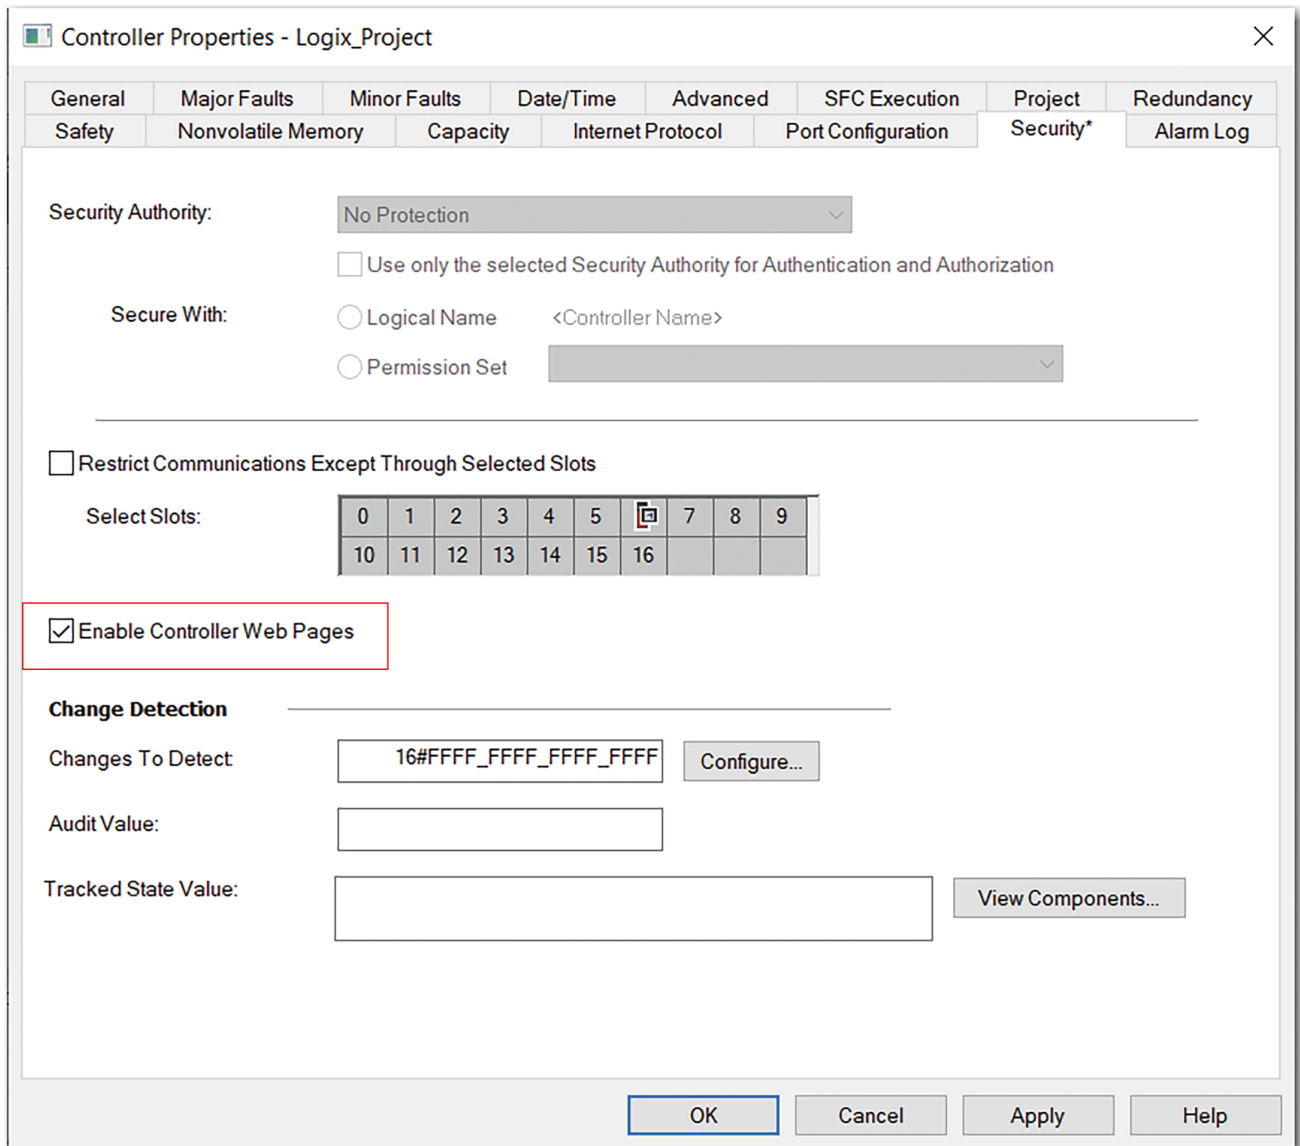 Controller Properties - Logix_Project
General Major Faults Minor Faults Date/Time Advanced SFC Execution Project Redundancy
Safety Nonvolatile Memory Capacity Internet Protocol Port Configuration Security* Alarm Log
Security Authority: No Protection
Use only the selected Security Authority for Authentication and Authorization
Secure With: Logical Name <Controller Name>
Permission Set
Restrict Communications Except Through Selected Slots
Select Slots: 0 1 2 3 4 5 7 8 9
10 11 12 13 14 15 16
Enable Controller Web Pages
Change Detection
Changes To Detect: 16#FFFF_FFFF_FFFF_FFFF Configure...
Audit Value:
Tracked State Value: View Components...
OK Cancel Apply Help